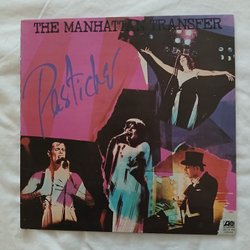 THE MANHATTAN TRANSFER
Pastiche